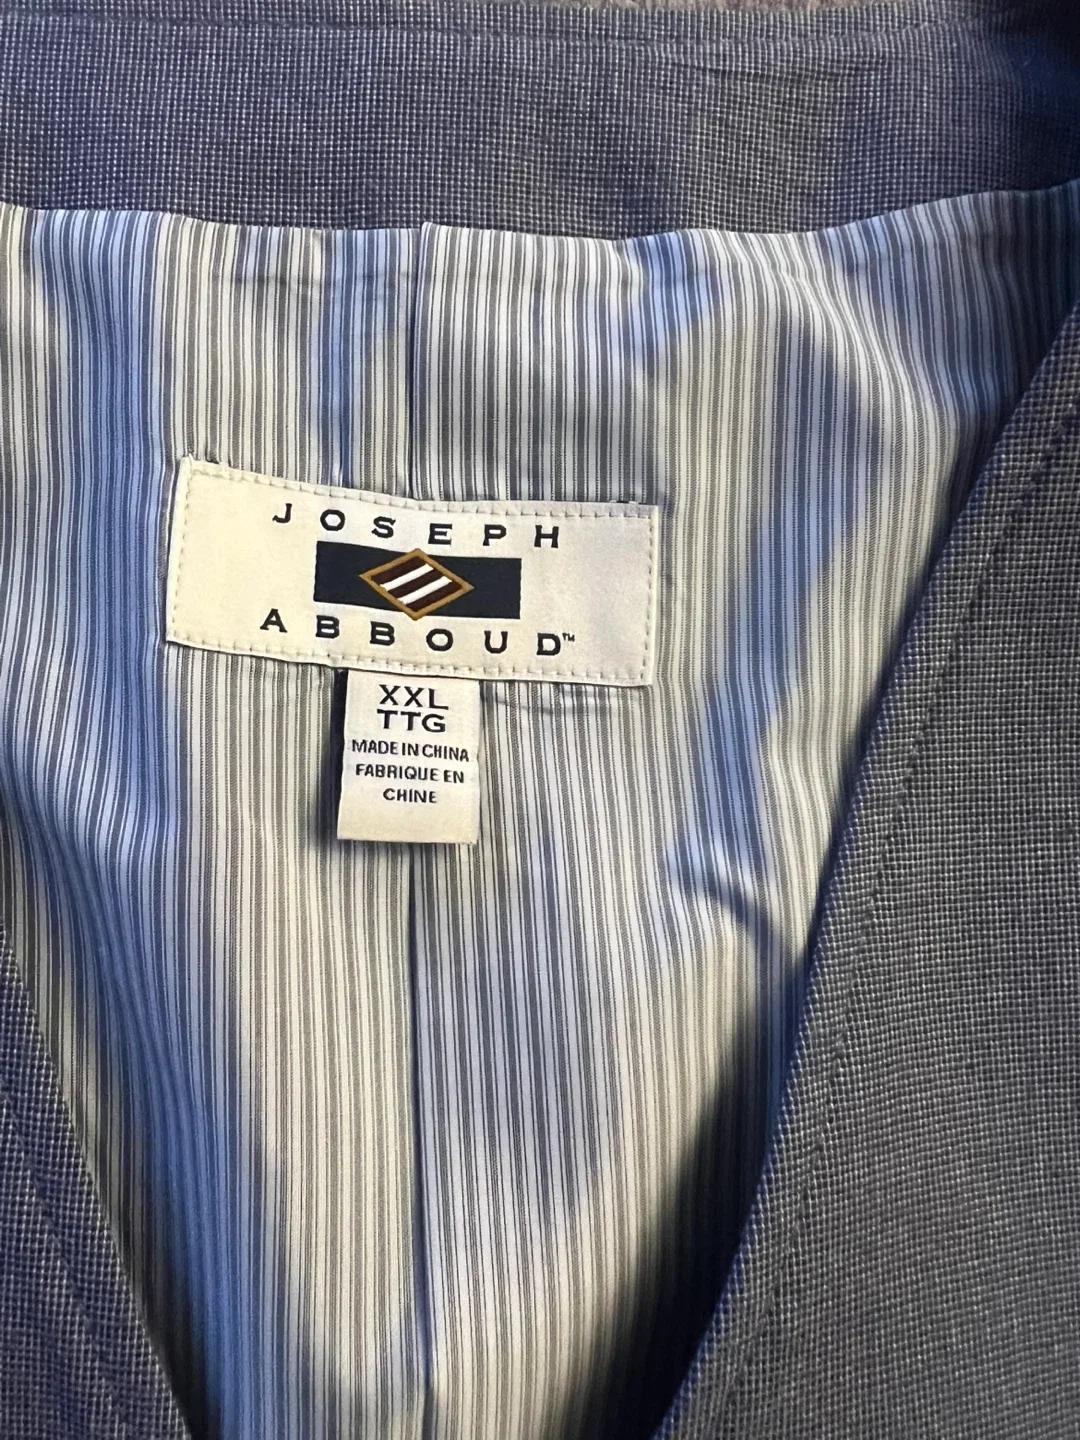 JOSEPH
ABBOUD™
XXL
TTG
MADE IN CHINA
FABRIQUE EN
CHINE